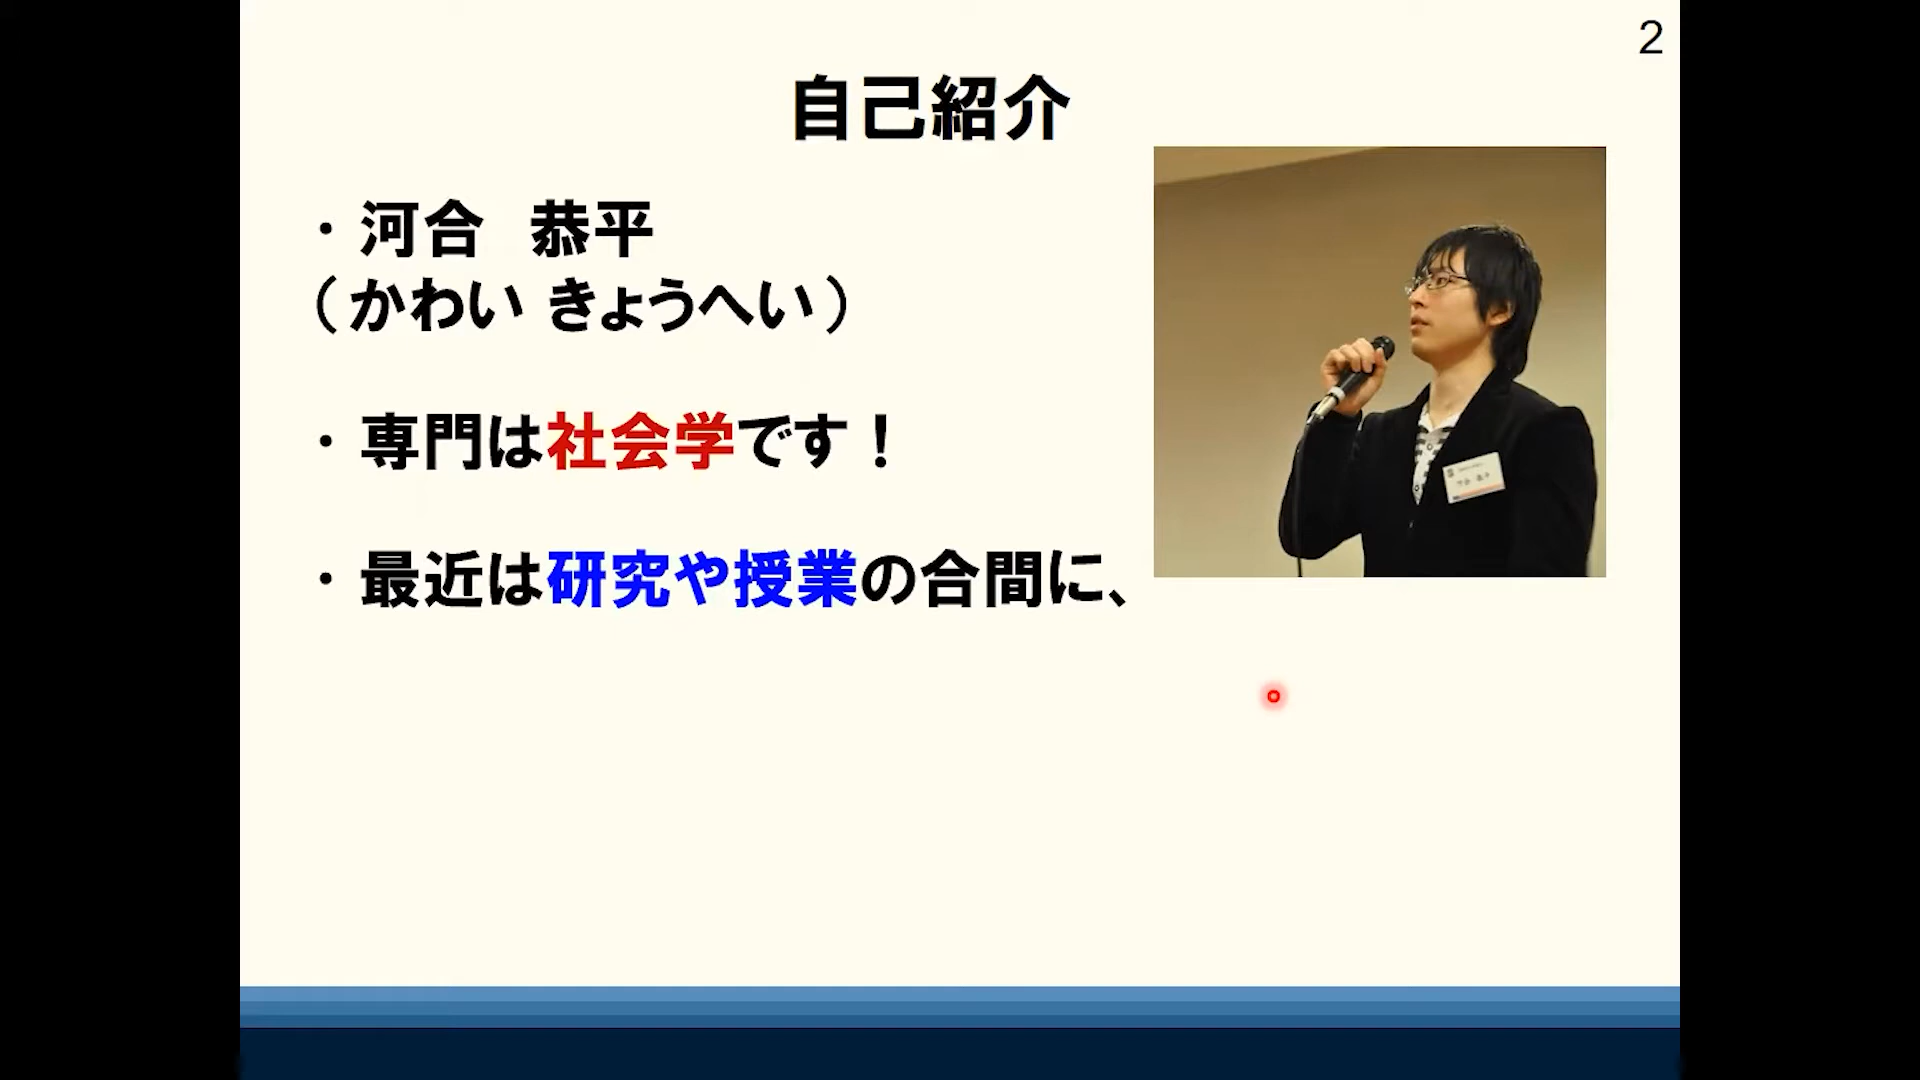 2
自己紹介
・河合　恭平
（かわい きょうへい）
・専門は社会学です！
・最近は研究や授業の合間に、